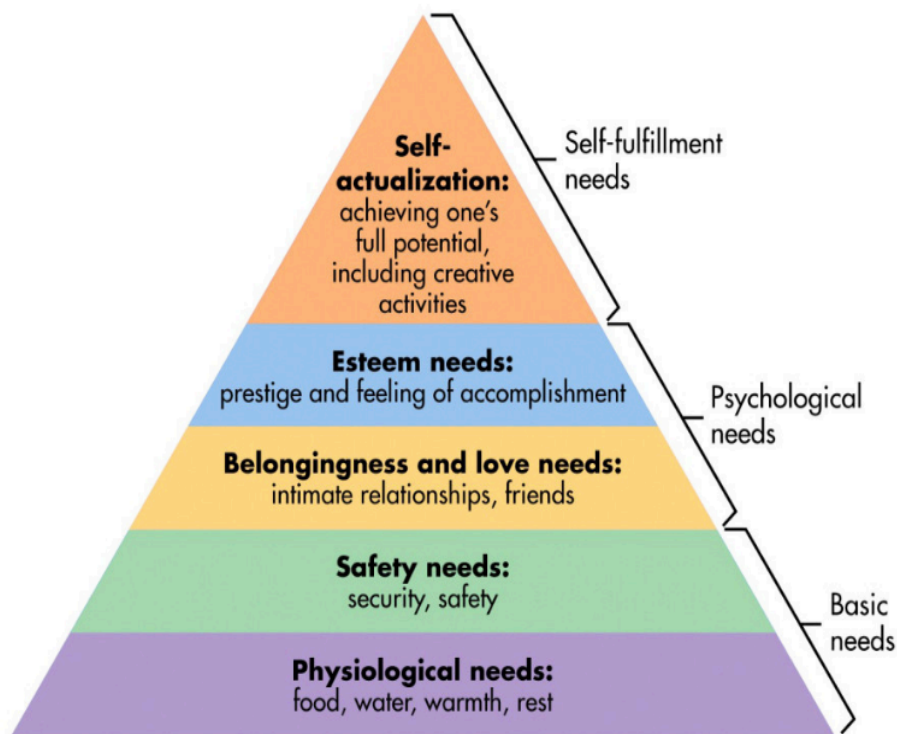 Self-
actualization:
achieving one's
full potential,
including creative
activities
Self-fulfillment
needs
Esteem needs:
prestige and feeling of accomplishment
Belongingness and love needs:
intimate relationships, friends
Psychological
needs
Safety needs:
security, safety
Physiological needs:
food, water, warmth, rest
Basic
needs